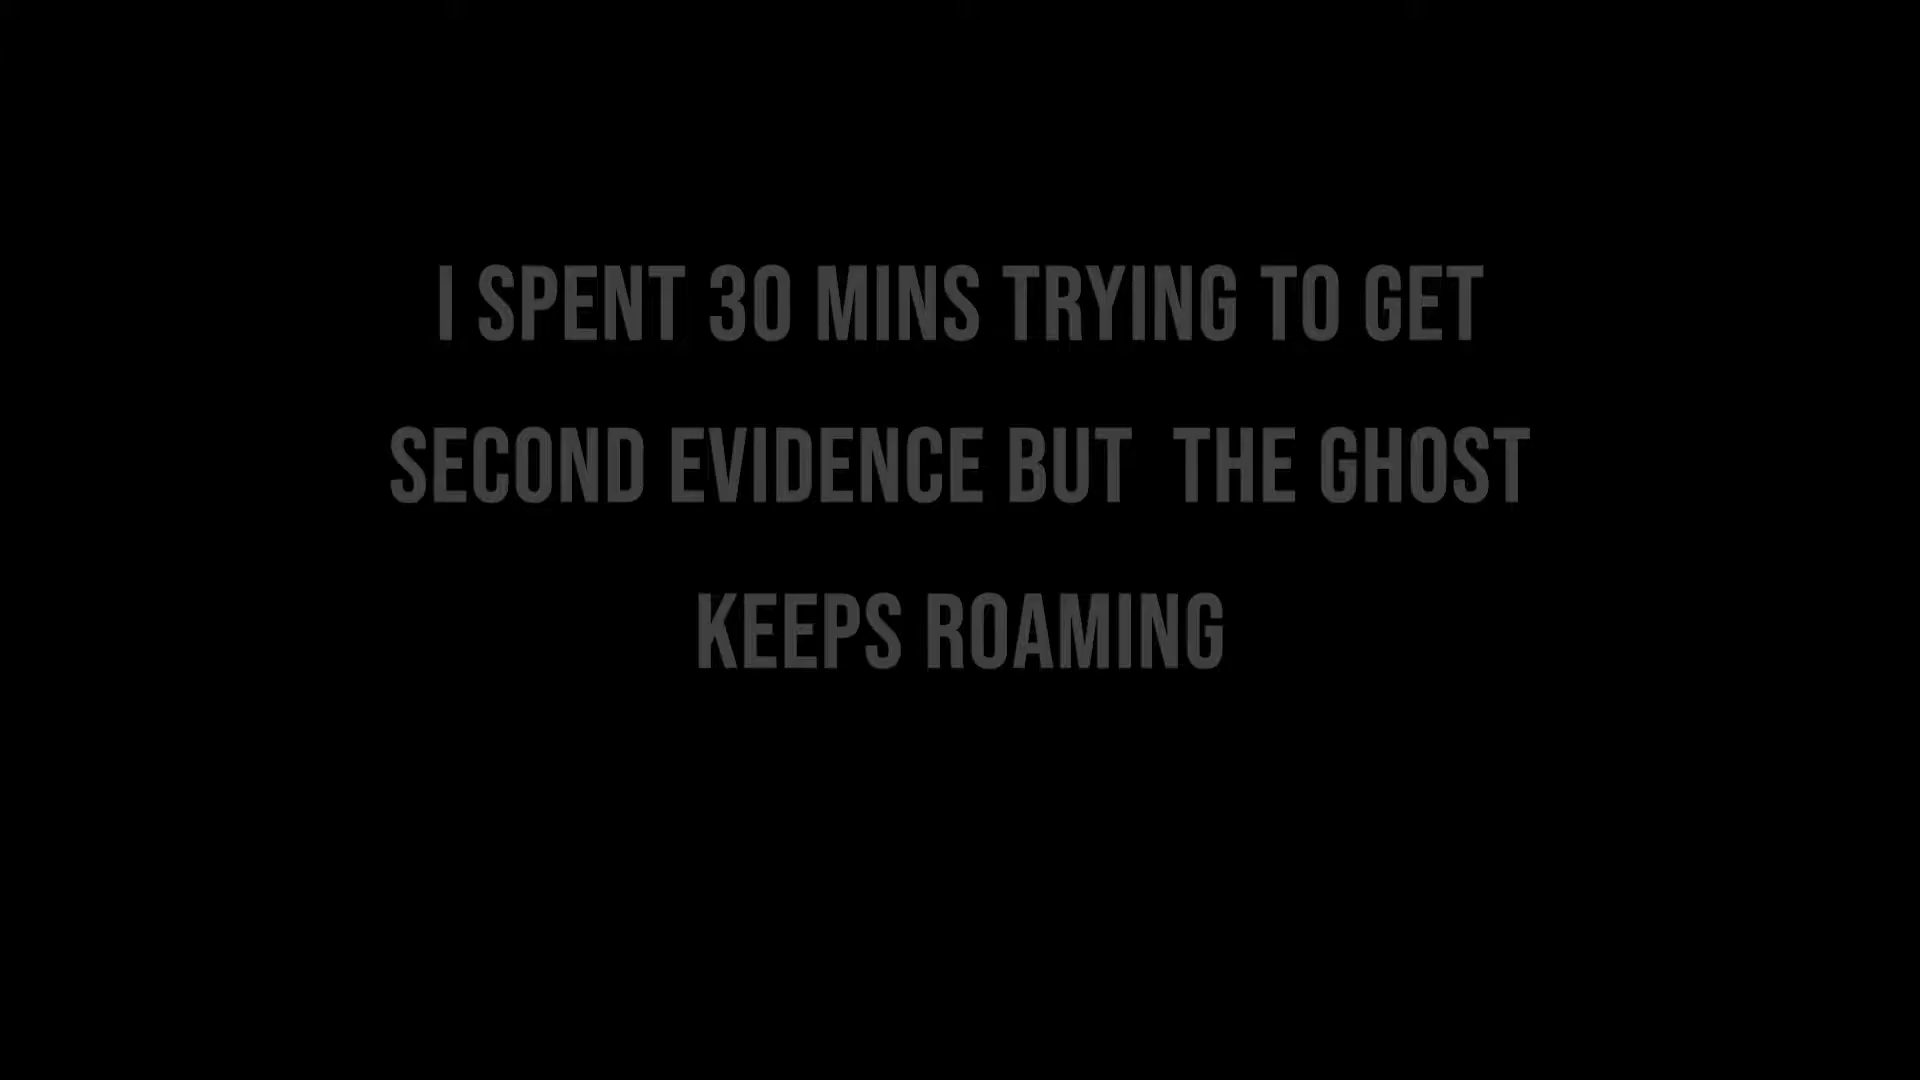 I SPENT 30 MINS TRYING TO GET
SECOND EVIDENCE BUT  THE GHOST
KEEPS ROAMING